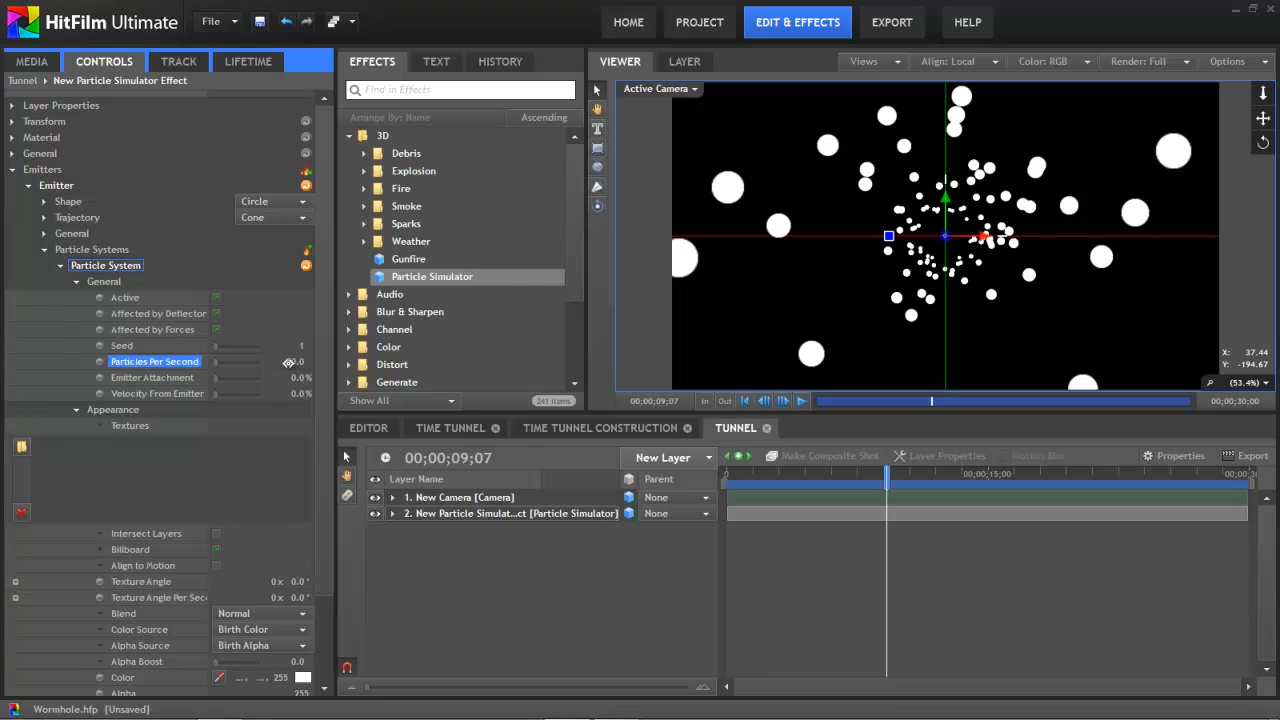 HitFilm Ultimate
File
HOME
PROJECT
EDIT & EFFECTS
EXPORT
HELP
MEDIA
CONTROLS
TRACK
LIFETIME
Tunnel
New Particle Simulator Effect
Layer Properties
Transform
Material
General
Emitters
Emitter
Shape
Circle
Trajectory
Cone
General
Particle Systems
Particle System
General
Active
Affected by Deflector
Affected by Forces
Seed 1
Particles Per Second
Emitter Attachment 0.0%
Velocity From Emitter 0.0%
Appearance
Textures
Intersect Layers
Billboard
Align to Motion
Texture Angle 0 x 0.0 °
Texture Angle Per Sec 0 x 0.0 °
Blend Normal
Color Source Birth Color
Alpha Source Birth Alpha
Alpha Boost 0.0
Color ..., ..., 255
Alpha 255
EFFECTS
TEXT
HISTORY
Find in Effects
Arrange By: Name
Ascending
3D
Debris
Explosion
Fire
Smoke
Sparks
Weather
Gunfire
Particle Simulator
Audio
Blur & Sharpen
Channel
Color
Distort
Generate
Show All
241 items
VIEWER
LAYER
Views
Align: Local
Color: RGB
Render: Full
Options
Active Camera
X: 37.44
Y: -194.67
(53.4%)
00;00;09;07
In
Out
00;00;30;00
EDITOR
TIME TUNNEL
TIME TUNNEL CONSTRUCTION
TUNNEL
00;00;09;07
New Layer
Make Composite Shot
Layer Properties
Motion Blur
Properties
Export
Layer Name
Parent
0
00;00;15;00
1. New Camera [Camera]
None
2. New Particle Simulat...ct [Particle Simulator]
None
Wormhole.hfp [Unsaved]